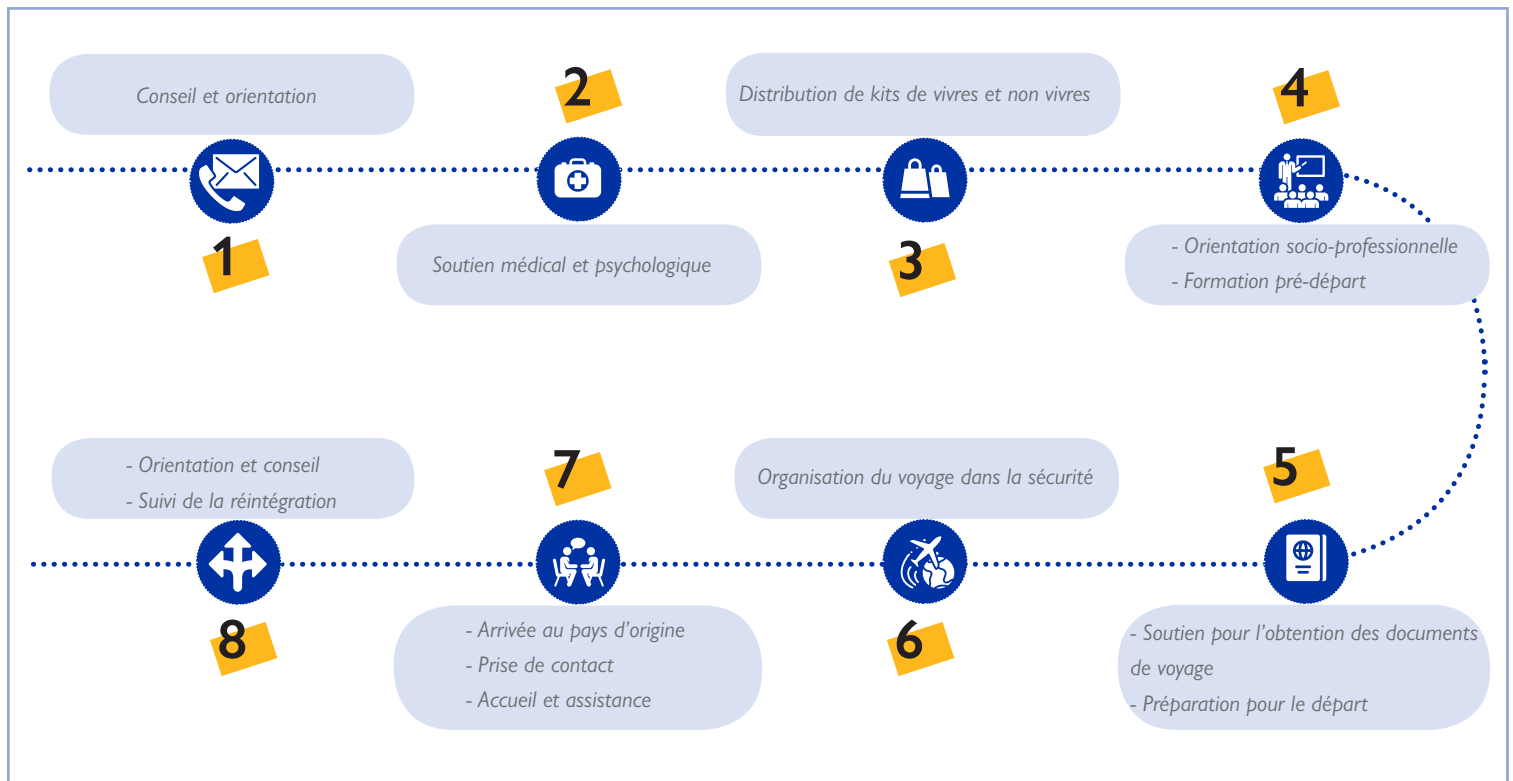 Conseil et orientation
1
2
Soutien médical et psychologique
Distribution de kits de vivres et non vivres
3
4
- Orientation socio-professionnelle
- Formation pré-départ
5
- Soutien pour l'obtention des documents
de voyage
- Préparation pour le départ
Organisation du voyage dans la sécurité
6
7
- Arrivée au pays d'origine
- Prise de contact
- Accueil et assistance
- Orientation et conseil
- Suivi de la réintégration
8